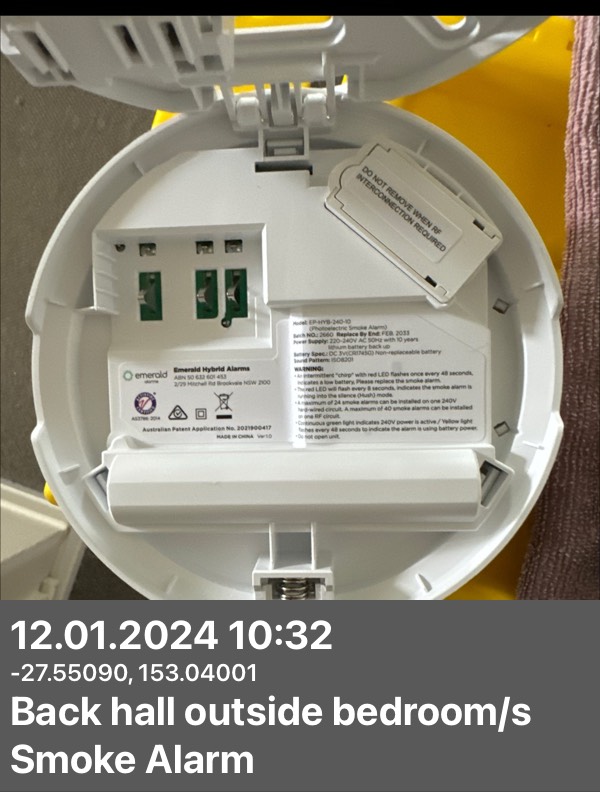 DO NOT REMOVE WHEN RF
INTERCONNECTION REQUIRED
Model: EP-HYB-240-10
(Photoelectric Smoke Alarm)
Batch NO.: 2660 Replace By End: FEB. 2033
Power Supply: 220-240V AC 50Hz with 10 years
lithium battery back up
Battery Spec.: DC 3V(CR17450) Non-replaceable battery
Sound Pattern: ISO8201
WARNING:
• An intermittent "chirp" with red LED flashes once every 48 seconds,
indicates a low battery. Please replace the smoke alarm.
red LED will flash every 8 seconds, indicates the smoke alarm is
running into the silence (Hush) mode.
• A maximum of 24 smoke alarms can be installed on one 240V
hard-wired circuit. A maximum of 40 smoke alarms can be installed
in one RF circuit.
• Continuous green light indicates 240V power is active / Yellow light
flashes every 48 seconds to indicate the alarm is using battery power.
• Do not open unit.
emerald
Emerald Hybrid Alarms
ABN 50 632 601 453
2/29 Mitchell Rd Brookvale NSW 2100
AS3786: 2014
Australian Patent Application No. 2021900417
MADE IN CHINA Ver1.0
12.01.2024 10:32
-27.55090, 153.04001
Back hall outside bedroom/s
Smoke Alarm